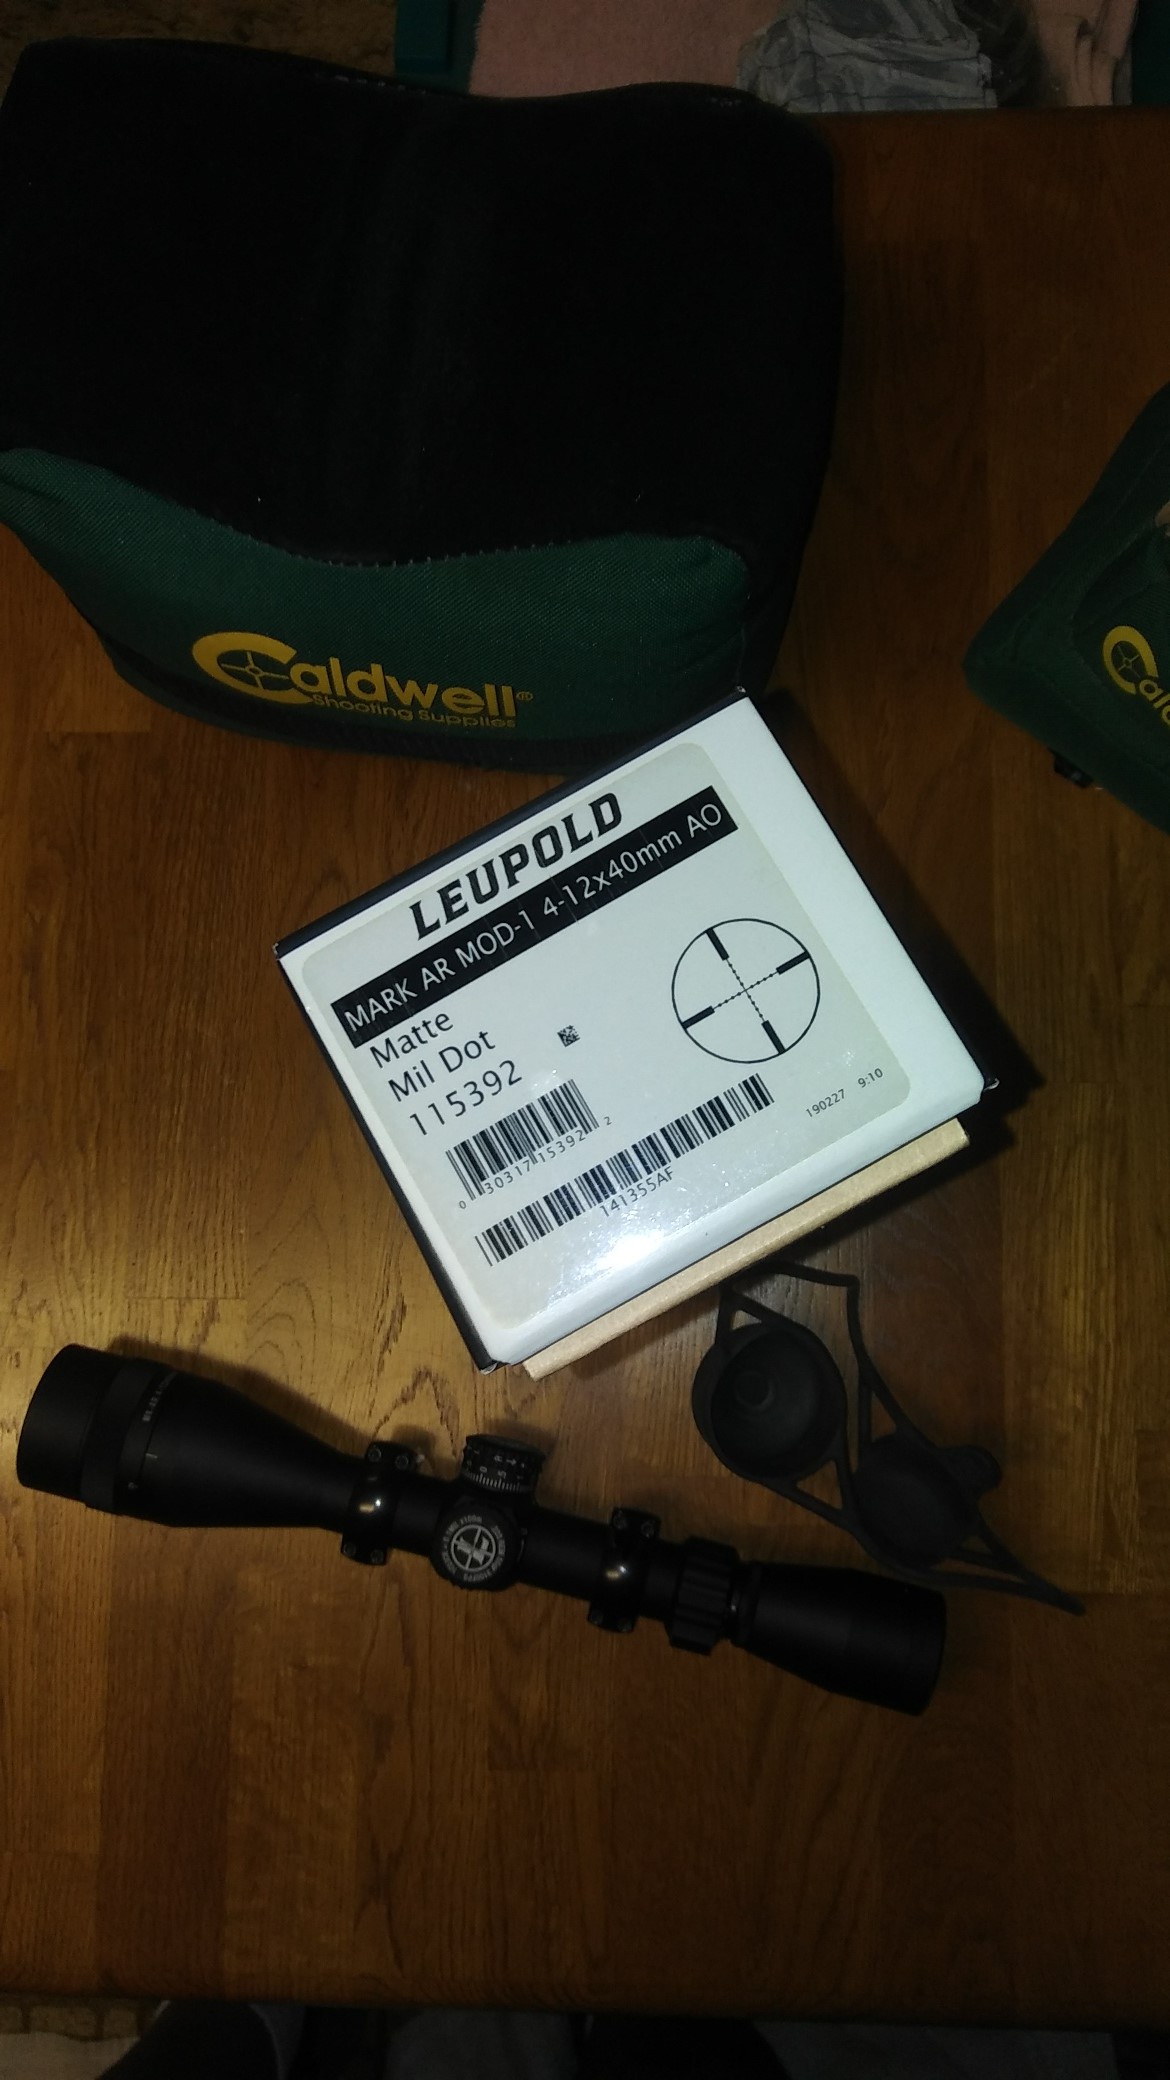 Caldwell®
Shooting Supplies
LEUPOLD
MARK AR MOD-1 4-12x40mm AO
Matte
Mil Dot
115392
0 30317 15392 2
141355AF
190227 9:10